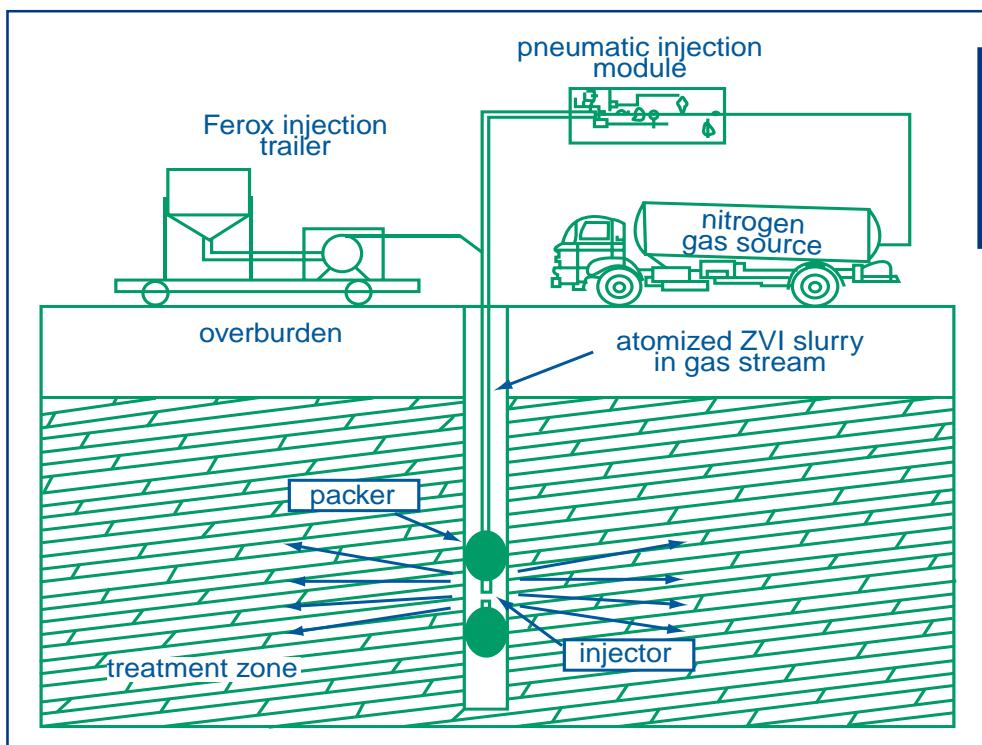 pneumatic injection
module
Ferox injection
trailer
nitrogen
gas source
overburden
atomized ZVI slurry
in gas stream
packer
injector
treatment zone